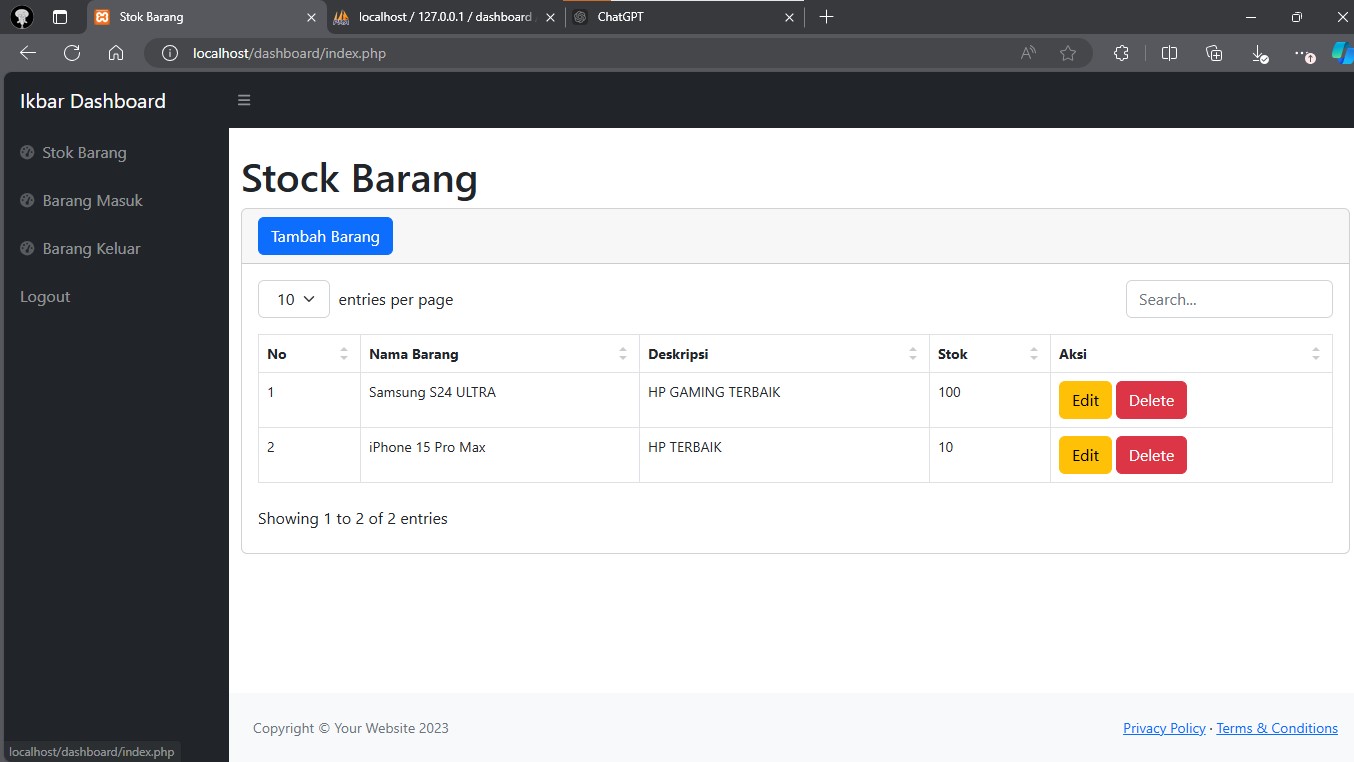 Stok Barang
localhost / 127.0.0.1 / dashboard
ChatGPT
localhost/dashboard/index.php
Ikbar Dashboard
Stok Barang
Barang Masuk
Barang Keluar
Logout
Stock Barang
Tambah Barang
10 entries per page
Search...
No Nama Barang Deskripsi Stok Aksi
1 Samsung S24 ULTRA HP GAMING TERBAIK 100 Edit Delete
2 iPhone 15 Pro Max HP TERBAIK 10 Edit Delete
Showing 1 to 2 of 2 entries
Copyright © Your Website 2023
Privacy Policy · Terms & Conditions
localhost/dashboard/index.php